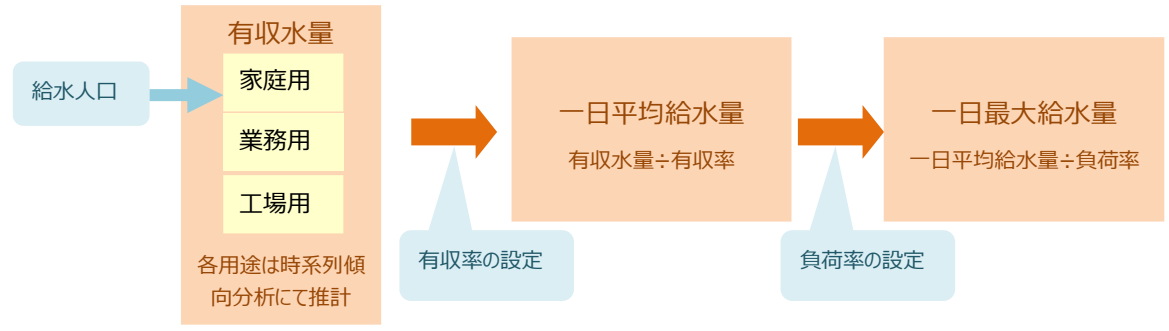 給水人口
有収水量
家庭用
業務用
工場用
各用途は時系列傾
向分析にて推計
有収率の設定
一日平均給水量
有収水量÷有収率
負荷率の設定
一日最大給水量
一日平均給水量÷負荷率